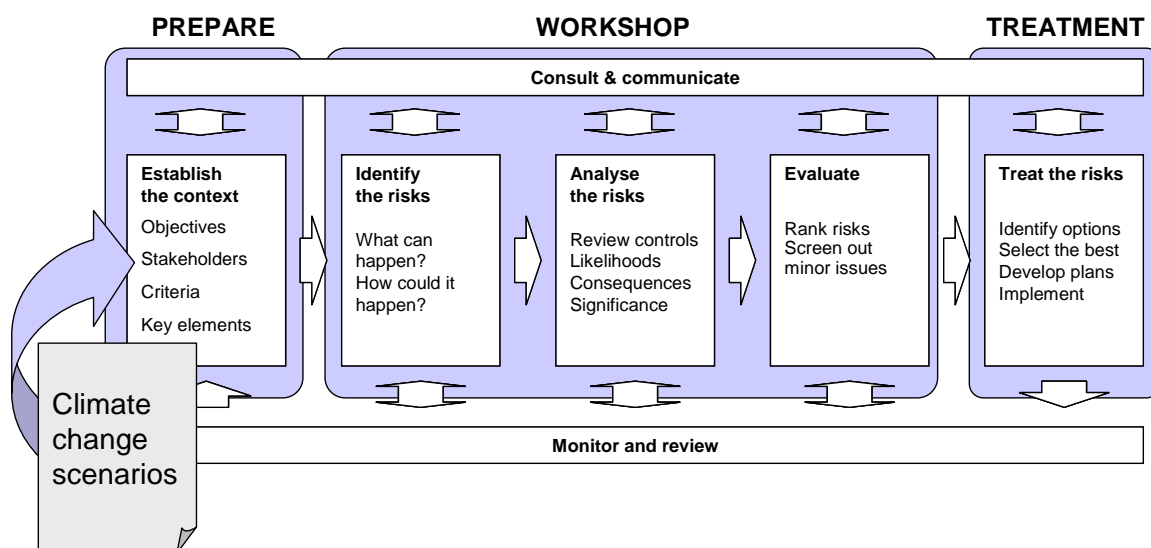 PREPARE
WORKSHOP
TREATMENT
Consult & communicate
Establish
the context
Objectives
Stakeholders
Criteria
Key elements
Identify
the risks
What can
happen?
How could it
happen?
Analyse
the risks
Review controls
Likelihoods
Consequences
Significance
Evaluate
Rank risks
Screen out
minor issues
Treat the risks
Identify options
Select the best
Develop plans
Implement
Climate
change
scenarios
Monitor and review